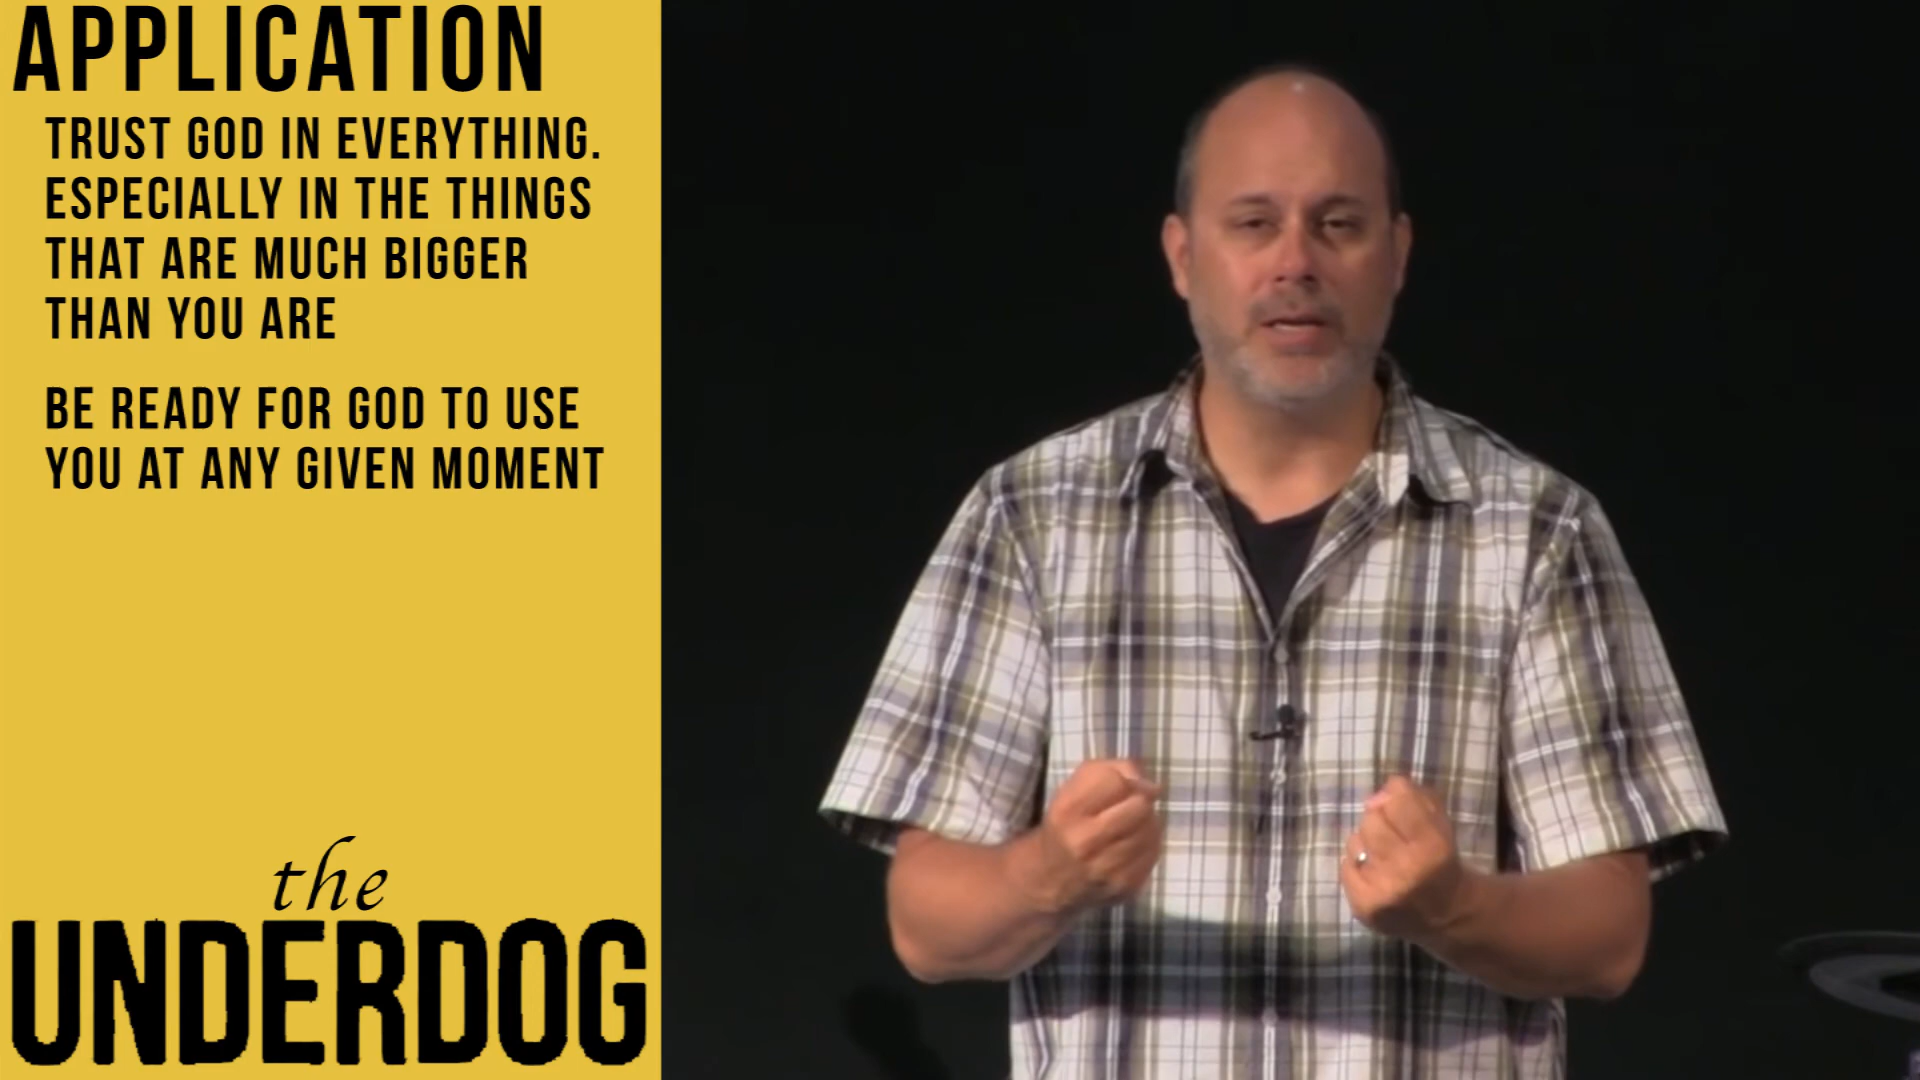 APPLICATION
TRUST GOD IN EVERYTHING.
ESPECIALLY IN THE THINGS
THAT ARE MUCH BIGGER
THAN YOU ARE
BE READY FOR GOD TO USE
YOU AT ANY GIVEN MOMENT
the
UNDERDOG